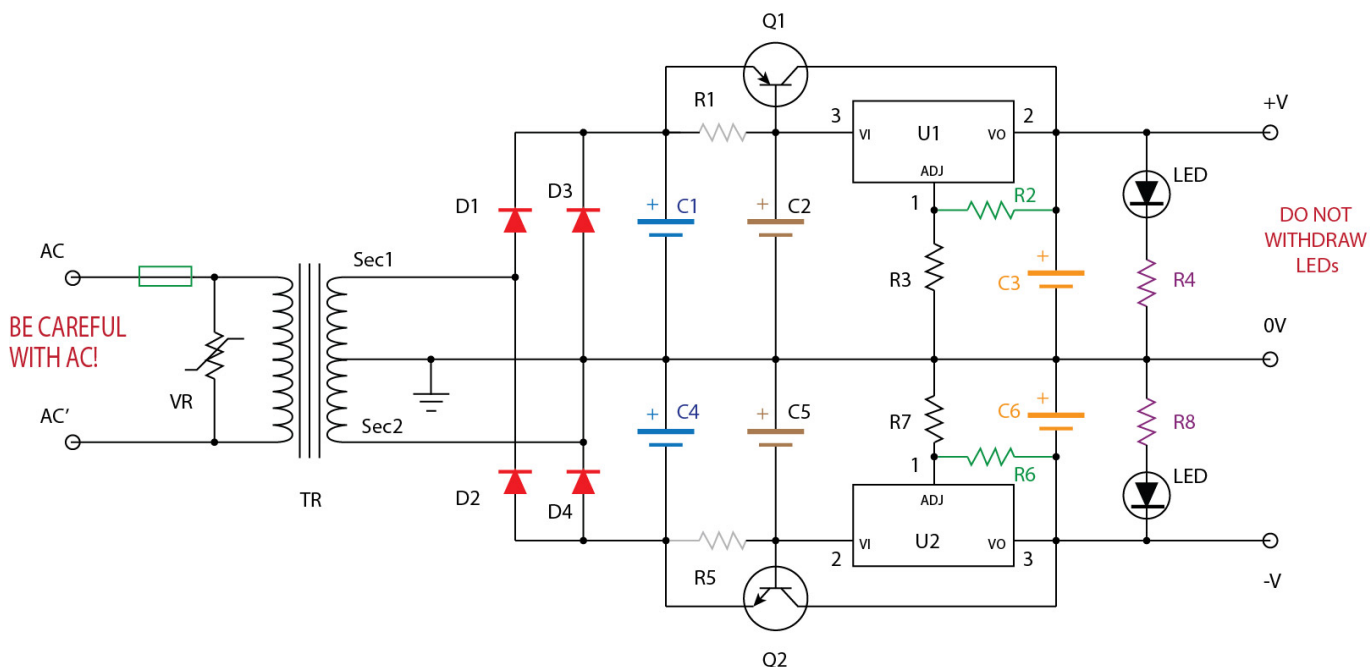 Q1
R1
3
VI
U1
VO
2
ADJ
1
+V
LED
D1
D3
+
C1
+
C2
R2
DO NOT
WITHDRAW
LEDs
AC
Sec1
R3
+
C3
R4
BE CAREFUL
WITH AC!
0V
VR
AC’
Sec2
+
C4
+
C5
R7
+
C6
R8
1
R6
LED
TR
D2
D4
ADJ
R5
2
VI
U2
VO
3
-V
Q2